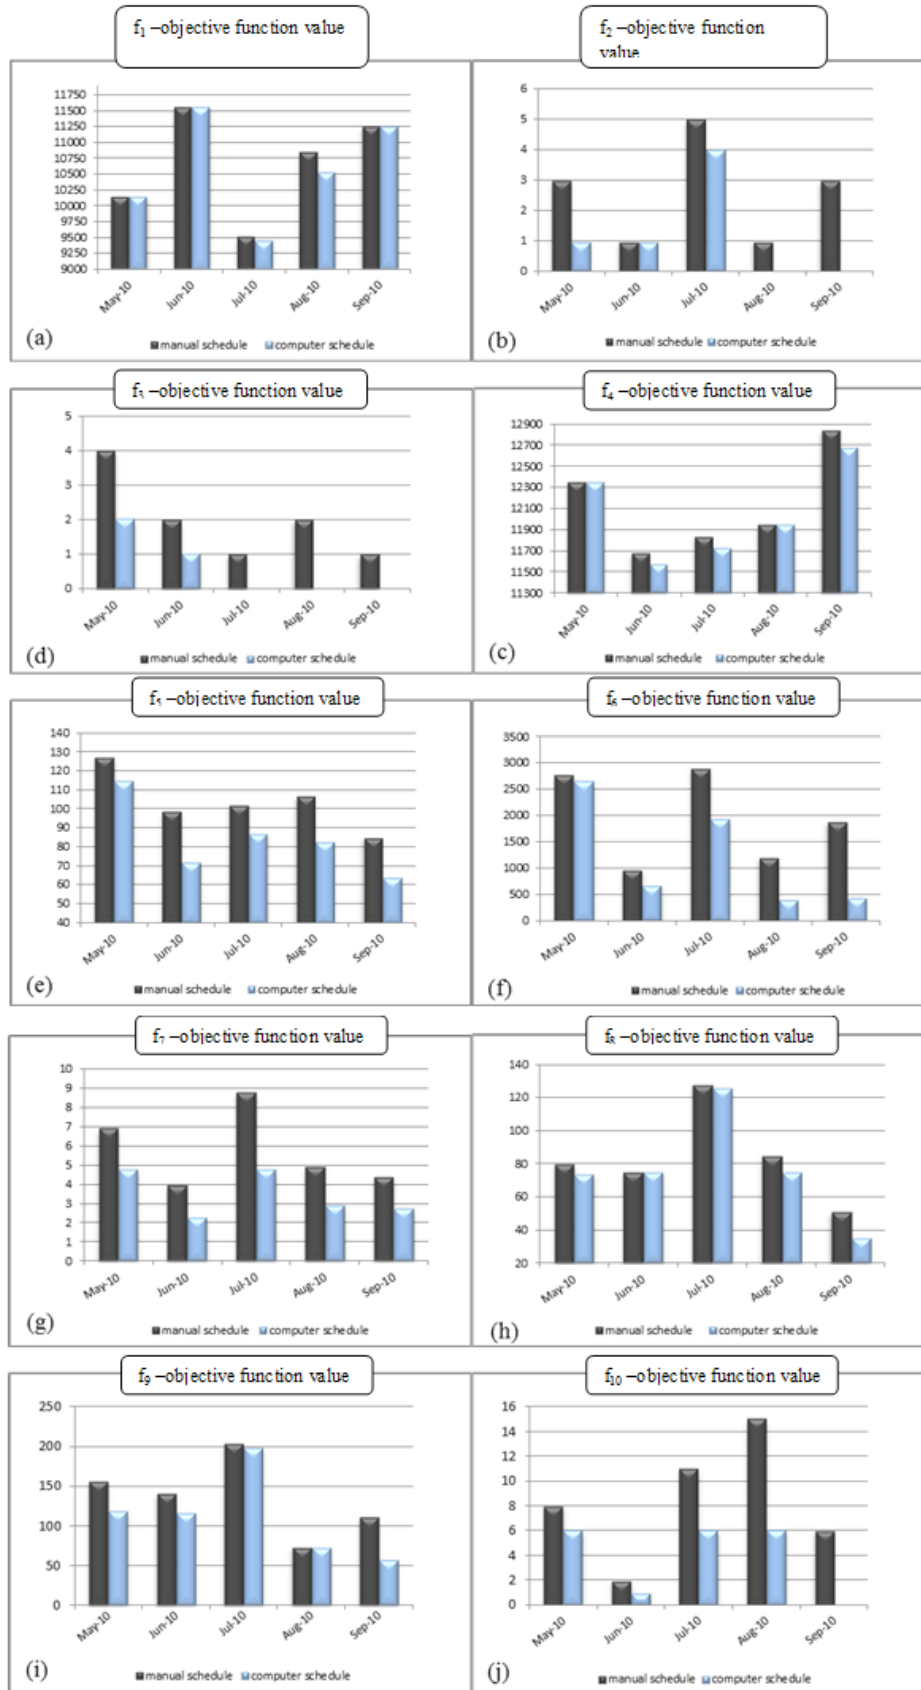 f₁ –objective function value
11750
11500
11250
11000
10750
10500
10250
10000
9750
9500
9250
9000
May-10 Jun-10 Jul-10 Aug-10 Sep-10
(a)
manual schedule computer schedule
f₂ –objective function
value
6
5
4
3
2
1
0
May-10 Jun-10 Jul-10 Aug-10 Sep-10
(b)
manual schedule computer schedule
f₃ –objective function value
5
4
3
2
1
0
May-10 Jun-10 Jul-10 Aug-10 Sep-10
(d)
manual schedule computer schedule
f₄ –objective function value
12900
12700
12500
12300
12100
11900
11700
11500
11300
May-10 Jun-10 Jul-10 Aug-10 Sep-10
(c)
manual schedule computer schedule
f₅ –objective function value
140
130
120
110
100
90
80
70
60
50
40
May-10 Jun-10 Jul-10 Aug-10 Sep-10
(e)
manual schedule computer schedule
f₆ –objective function value
3500
3000
2500
2000
1500
1000
500
0
May-10 Jun-10 Jul-10 Aug-10 Sep-10
(f)
manual schedule computer schedule
f₇ –objective function value
10
9
8
7
6
5
4
3
2
1
0
May-10 Jun-10 Jul-10 Aug-10 Sep-10
(g)
manual schedule computer schedule
f₈ –objective function value
140
120
100
80
60
40
20
May-10 Jun-10 Jul-10 Aug-10 Sep-10
(h)
manual schedule computer schedule
f₉ –objective function value
250
200
150
100
50
0
May-10 Jun-10 Jul-10 Aug-10 Sep-10
(i)
manual schedule computer schedule
f₁₀ –objective function value
16
14
12
10
8
6
4
2
0
May-10 Jun-10 Jul-10 Aug-10 Sep-10
(j)
manual schedule computer schedule